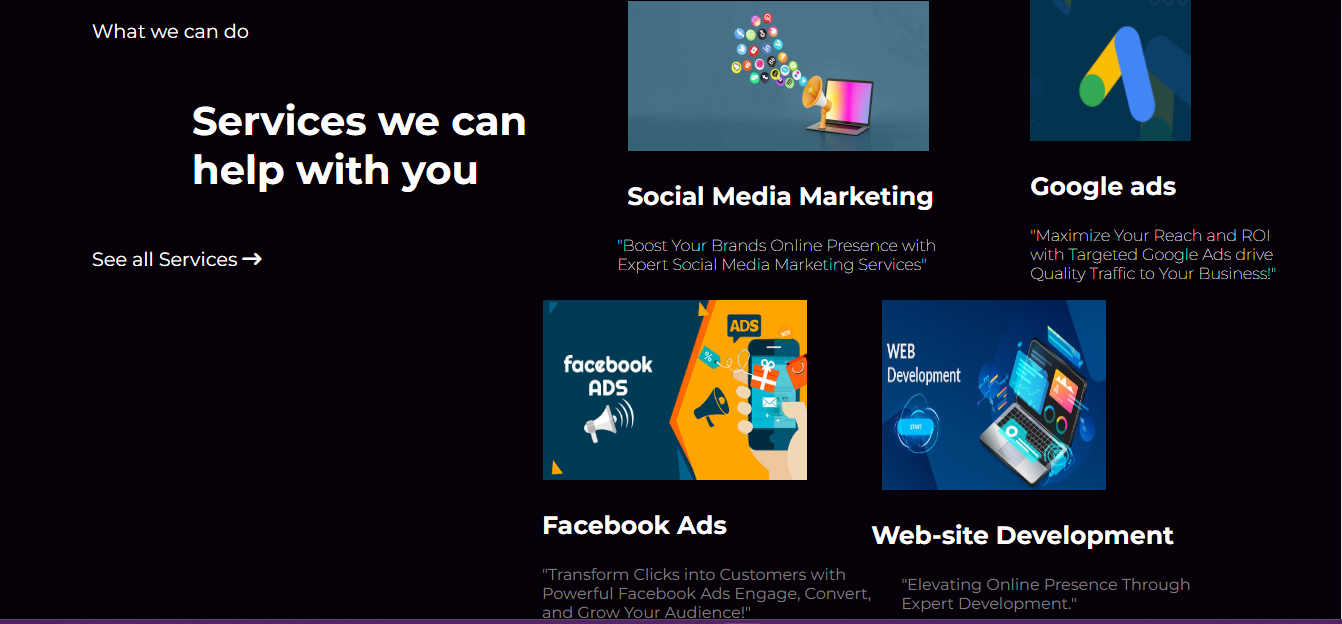 What we can do
Services we can
help with you
See all Services →
Social Media Marketing
"Boost Your Brands Online Presence with
Expert Social Media Marketing Services"
Google ads
"Maximize Your Reach and ROI
with Targeted Google Ads drive
Quality Traffic to Your Business!"
facebook
ADS
ADS
NOW
%
Facebook Ads
"Transform Clicks into Customers with
Powerful Facebook Ads Engage, Convert,
and Grow Your Audience!"
WEB
Development
START
Web-site Development
"Elevating Online Presence Through
Expert Development."